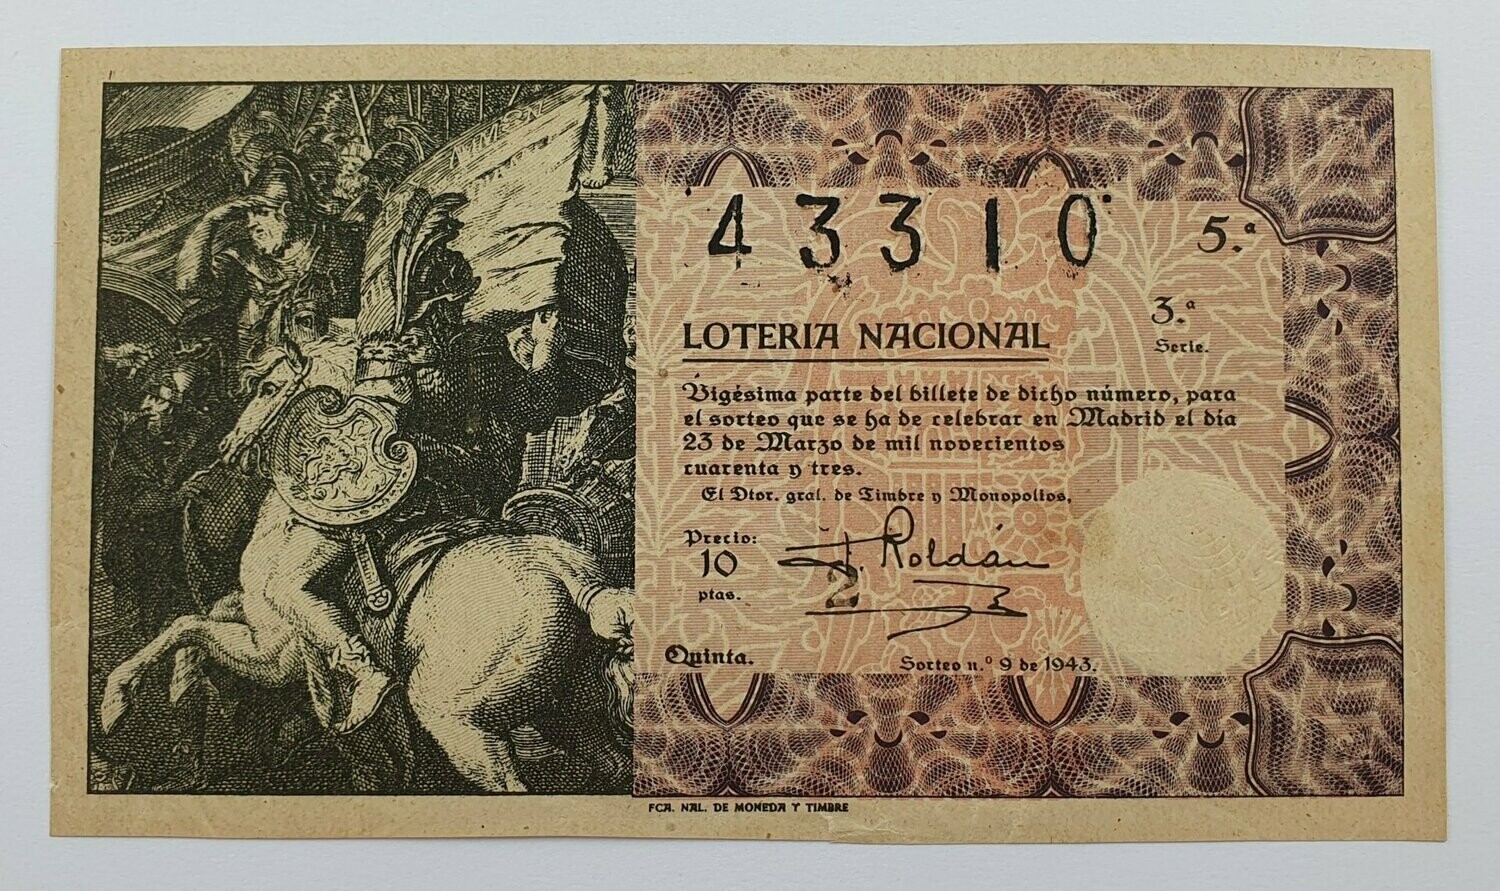 43310
5.ª
3.ª
Serie.
LOTERIA NACIONAL
Vigésima parte del billete de dicho número, para
el sorteo que se ha de celebrar en Madrid el día
23 de Marzo de mil novecientos
cuarenta y tres.
El Dtor. gral. de Timbre y Monopolios,
Precio:
10
ptas.
F. Roldán
2
Quinta.
Sorteo n.º 9 de 1943.
FCA. NAL. DE MONEDA Y TIMBRE